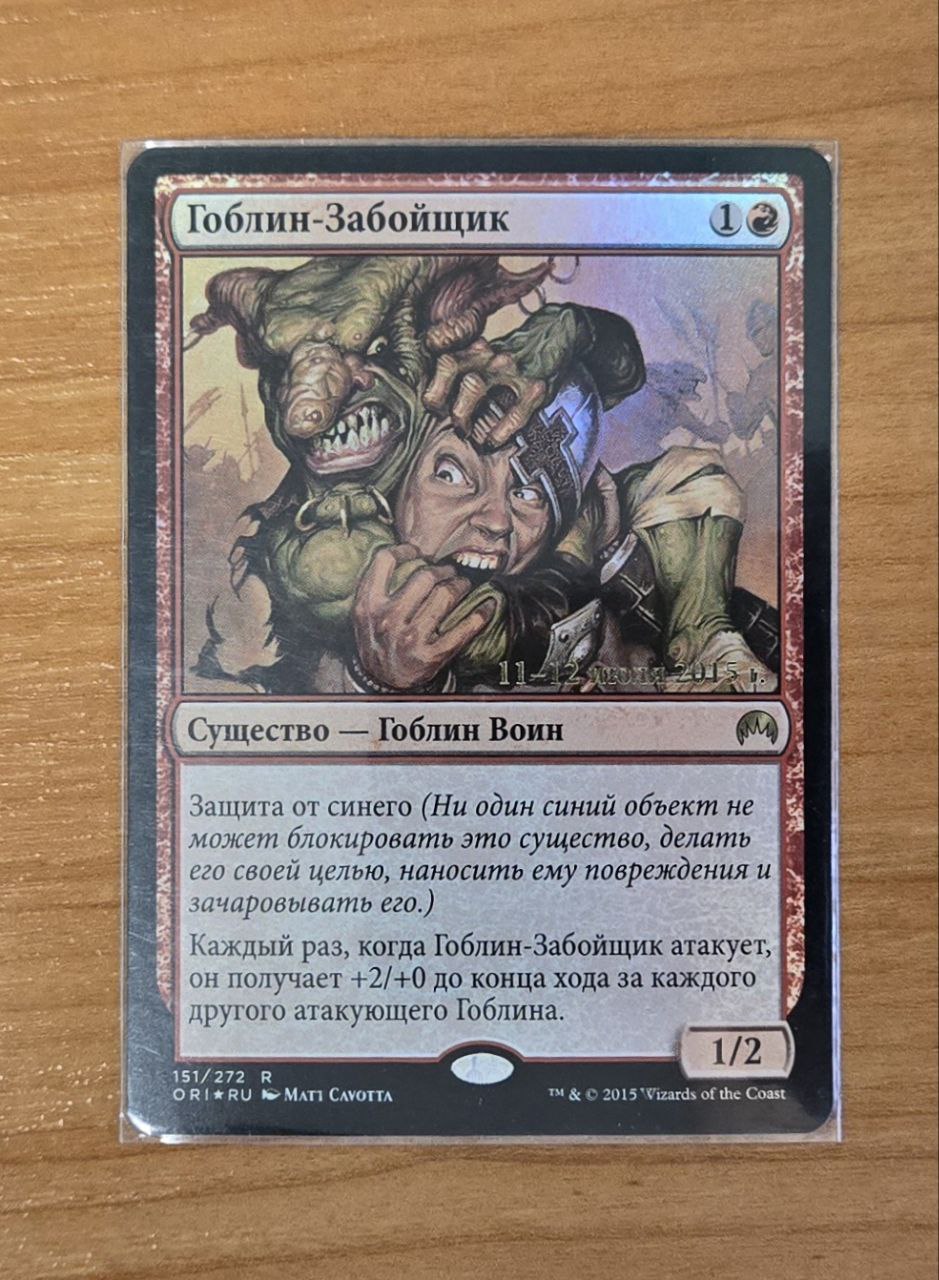 Гоблин-Забойщик 1
11–12 июля 2015 г.
Существо — Гоблин Воин
Защита от синего (Ни один синий объект не
может блокировать это существо, делать
его своей целью, наносить ему повреждения и
зачаровывать его.)
Каждый раз, когда Гоблин-Забойщик атакует,
он получает +2/+0 до конца хода за каждого
другого атакующего Гоблина.
1/2
151/272 R
ORI★RU Matt Cavotta
™ & © 2015 Wizards of the Coast